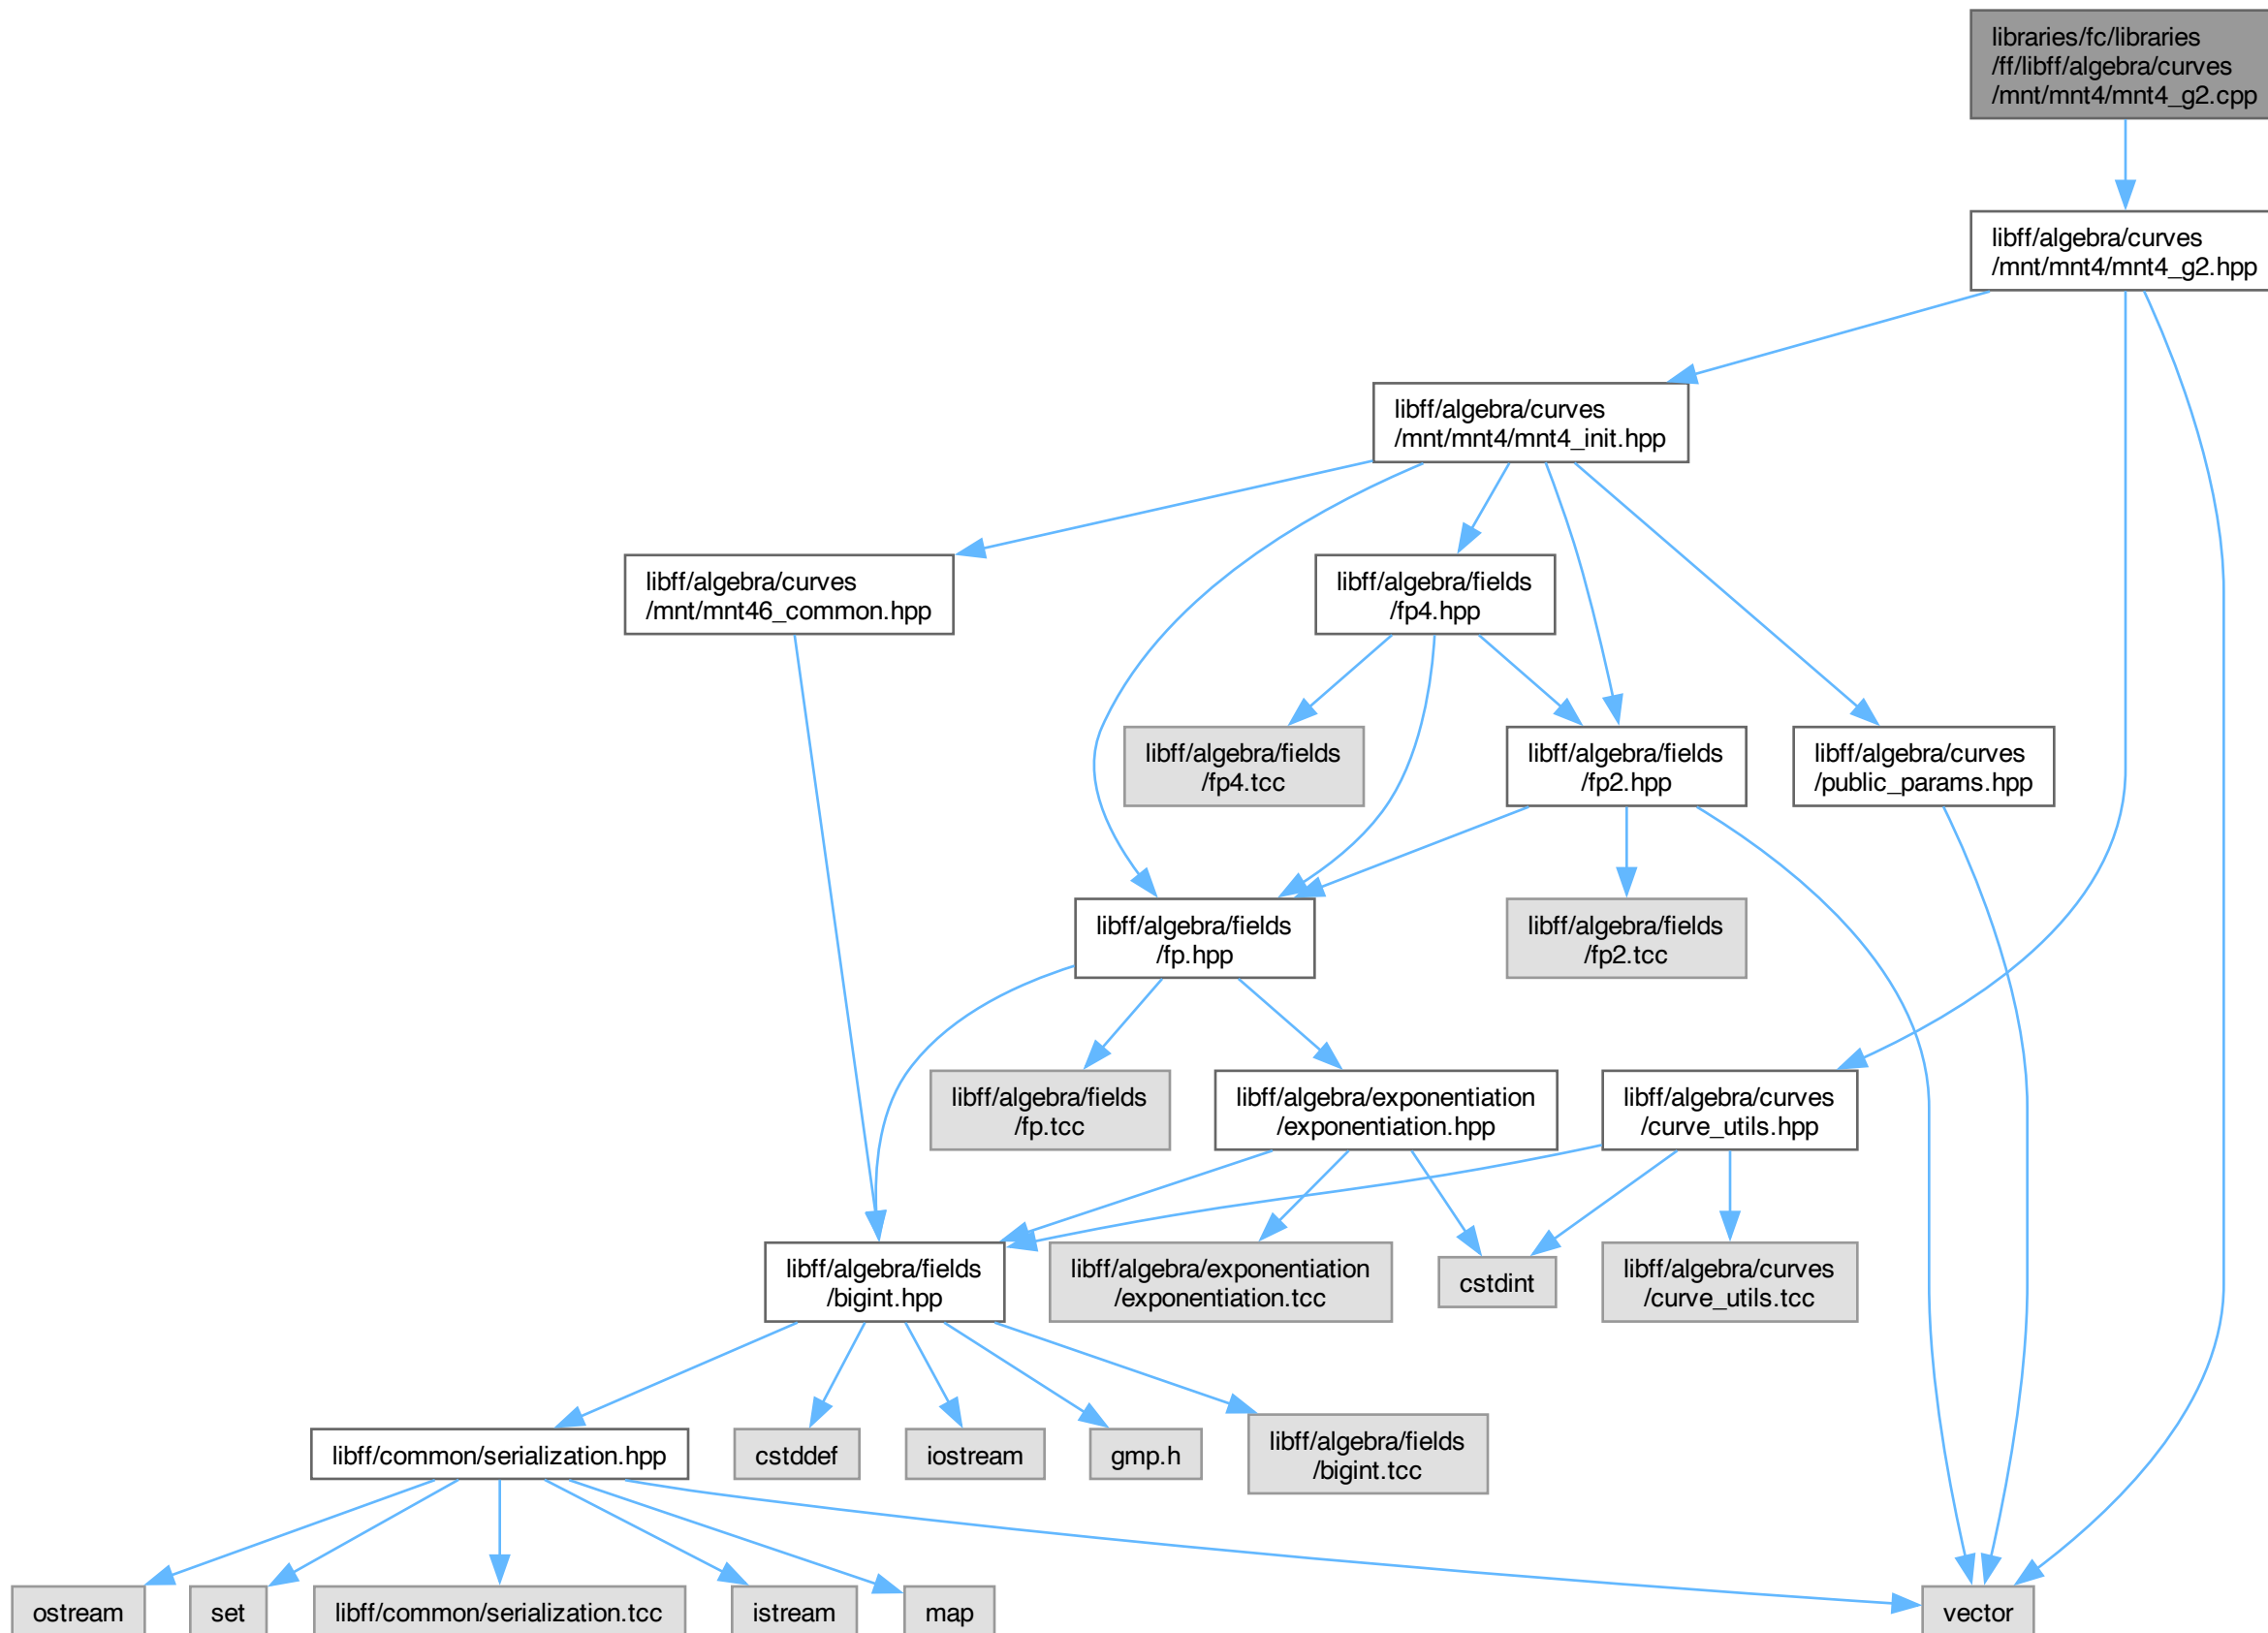 libraries/fc/libraries
/ff/libff/algebra/curves
/mnt/mnt4/mnt4_g2.cpp
libff/algebra/curves
/mnt/mnt4/mnt4_g2.hpp
libff/algebra/curves
/mnt/mnt4/mnt4_init.hpp
libff/algebra/curves
/mnt/mnt46_common.hpp
libff/algebra/fields
/fp4.hpp
libff/algebra/fields
/fp4.tcc
libff/algebra/fields
/fp2.hpp
libff/algebra/curves
/public_params.hpp
libff/algebra/fields
/fp.hpp
libff/algebra/fields
/fp2.tcc
libff/algebra/fields
/fp.tcc
libff/algebra/exponentiation
/exponentiation.hpp
libff/algebra/curves
/curve_utils.hpp
libff/algebra/fields
/bigint.hpp
libff/algebra/exponentiation
/exponentiation.tcc
cstdint
libff/algebra/curves
/curve_utils.tcc
libff/common/serialization.hpp
cstddef
iostream
gmp.h
libff/algebra/fields
/bigint.tcc
ostream
set
libff/common/serialization.tcc
istream
map
vector